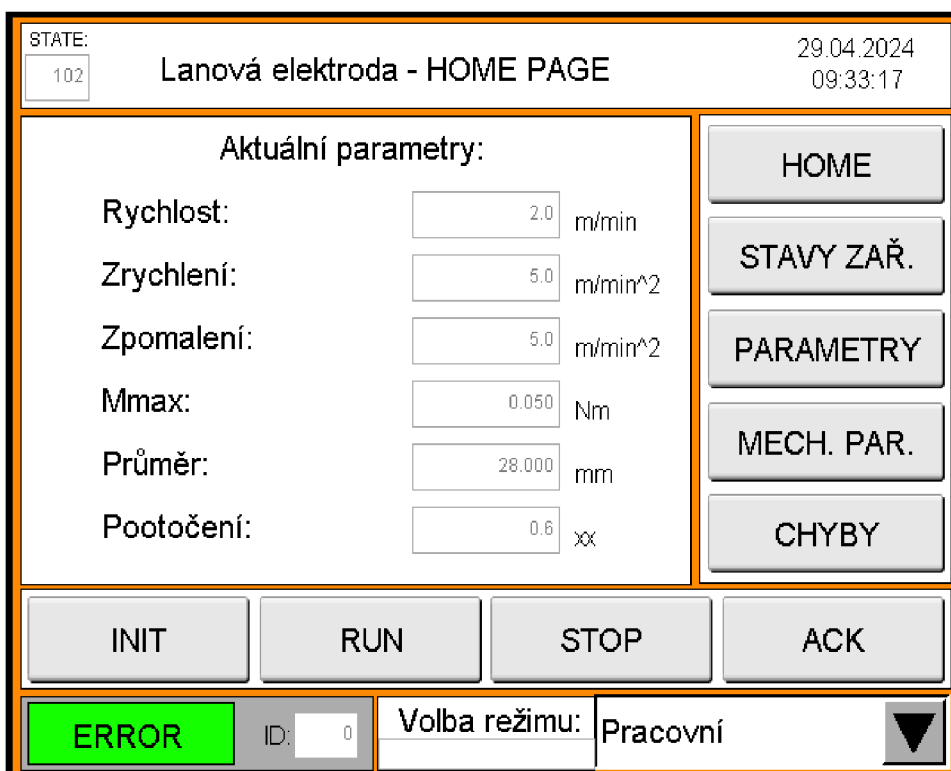 STATE:
102
Lanová elektroda - HOME PAGE
29.04.2024
09:33:17
Aktuální parametry:
Rychlost: 2.0 m/min
Zrychlení: 5.0 m/min^2
Zpomalení: 5.0 m/min^2
Mmax: 0.050 Nm
Průměr: 28.000 mm
Pootočení: 0.6 xx
HOME
STAVY ZAŘ.
PARAMETRY
MECH. PAR.
CHYBY
INIT RUN STOP ACK
ERROR ID: 0 Volba režimu: Pracovní